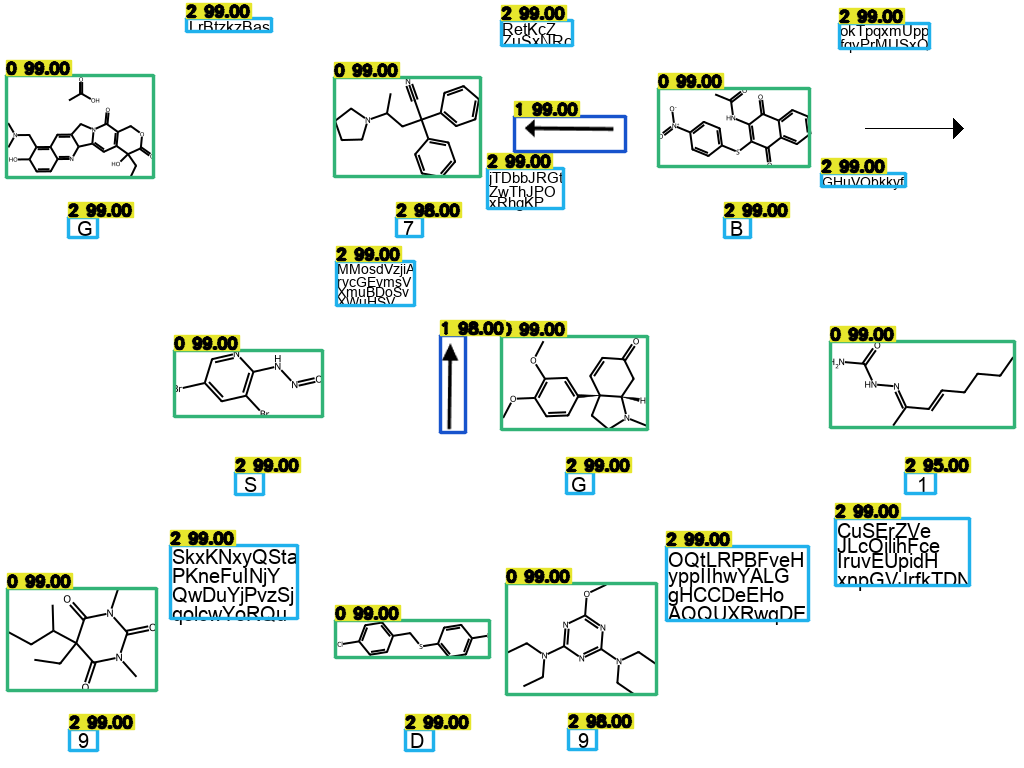 2 99.00
LrBtzkzBas
2 99.00
RetKcZ
ZuSxNRc
2 99.00
okTpqxmUpp
0 99.00
0 99.00
0 99.00
1 99.00
2 99.00
jTDbbJRGt
ZwThJPO
xRhgKP
2 99.00
GHuVOhkkyf
2 99.00
G
2 98.00
7
2 99.00
B
2 99.00
MMosdVzjiA
rycGEvmsV
XmuBDoSv
XWuHSV
0 99.00
1 98.00
0 99.00
0 99.00
2 99.00
S
2 99.00
G
2 95.00
1
2 99.00
SkxKNxyQSta
PKneFuINjY
QwDuYjPvzSj
qolcwYoRQu
2 99.00
OQtLRPBFveH
yppIIhwYALG
gHCCDeEHo
AQQUXRwqDE
2 99.00
CuSErZVe
JLcQilihFce
IruvEUpidH
xnpGVJrfkTDN
0 99.00
0 99.00
0 99.00
2 99.00
9
2 99.00
D
2 98.00
9